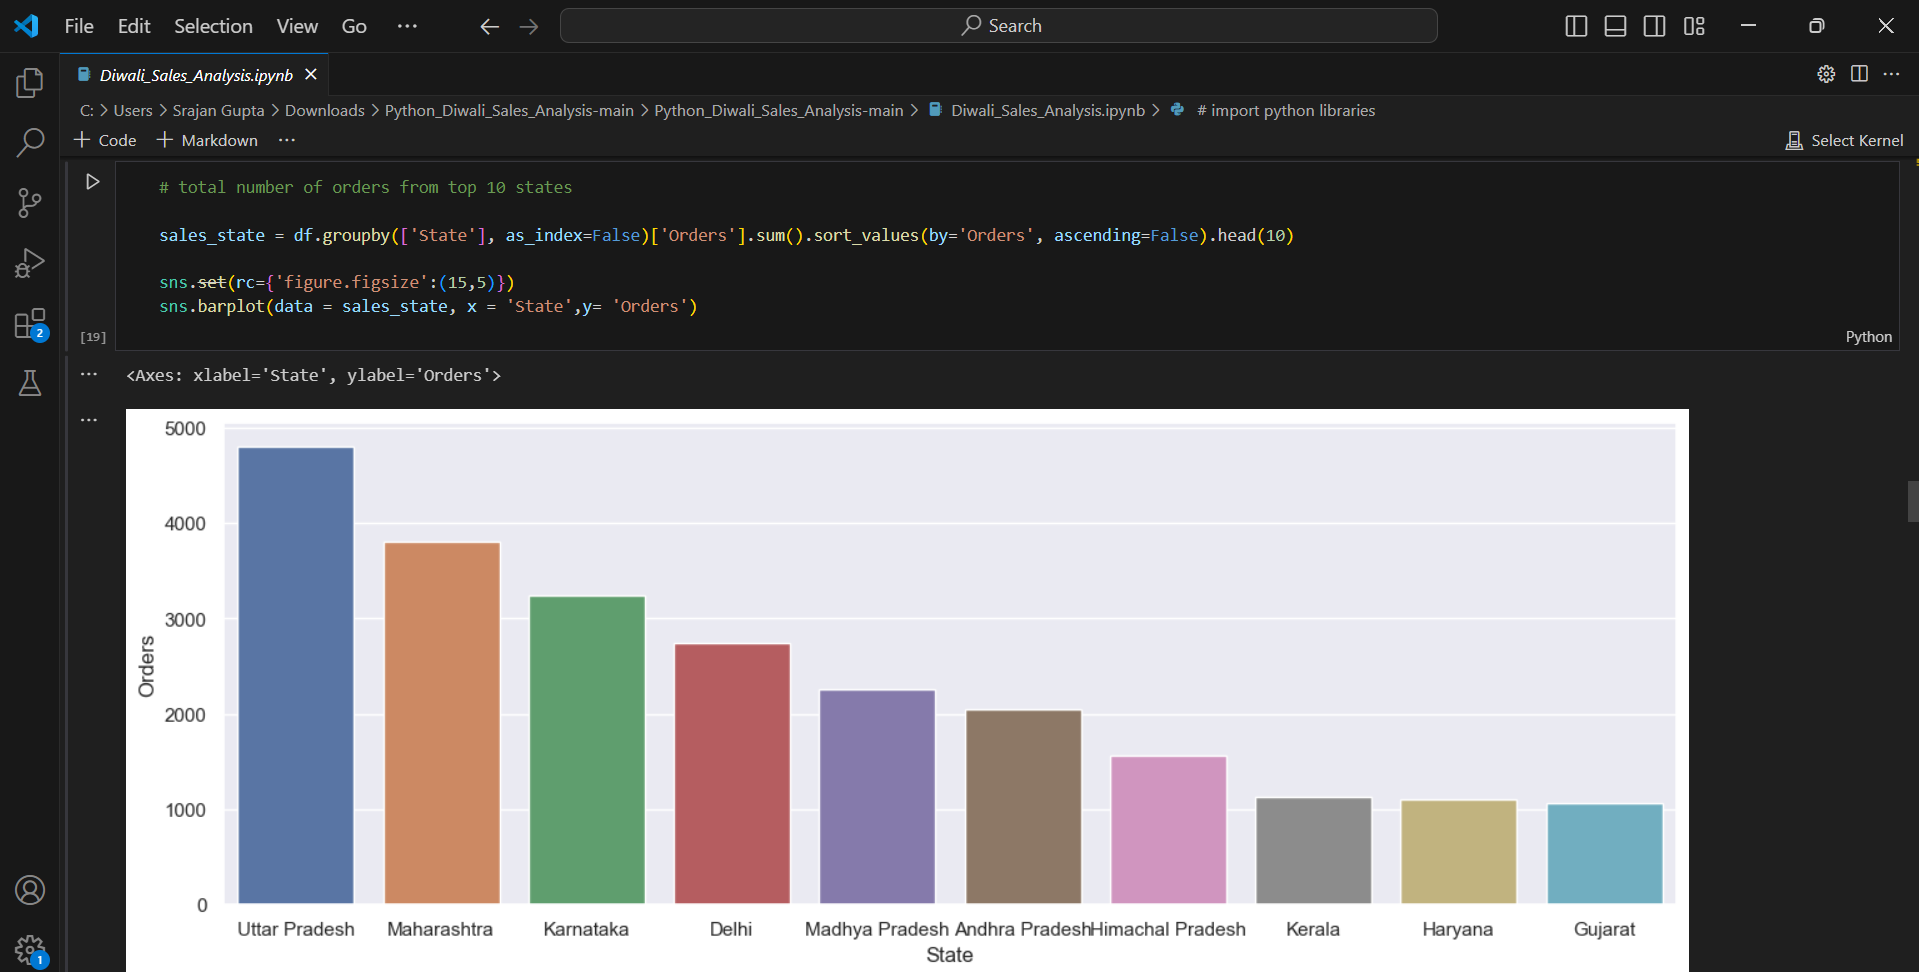 File Edit Selection View Go ··· Search
Diwali_Sales_Analysis.ipynb
C: > Users > Srajan Gupta > Downloads > Python_Diwali_Sales_Analysis-main > Python_Diwali_Sales_Analysis-main > Diwali_Sales_Analysis.ipynb > # import python libraries
+ Code + Markdown ··· Select Kernel
# total number of orders from top 10 states
sales_state = df.groupby(['State'], as_index=False)['Orders'].sum().sort_values(by='Orders', ascending=False).head(10)
sns.set(rc={'figure.figsize':(15,5)})
sns.barplot(data = sales_state, x = 'State',y= 'Orders')
[19] Python
2
<Axes: xlabel='State', ylabel='Orders'>
5000
4000
3000
2000
1000
0
Orders
Uttar Pradesh Maharashtra Karnataka Delhi Madhya Pradesh Andhra Pradesh Himachal Pradesh Kerala Haryana Gujarat
State
1